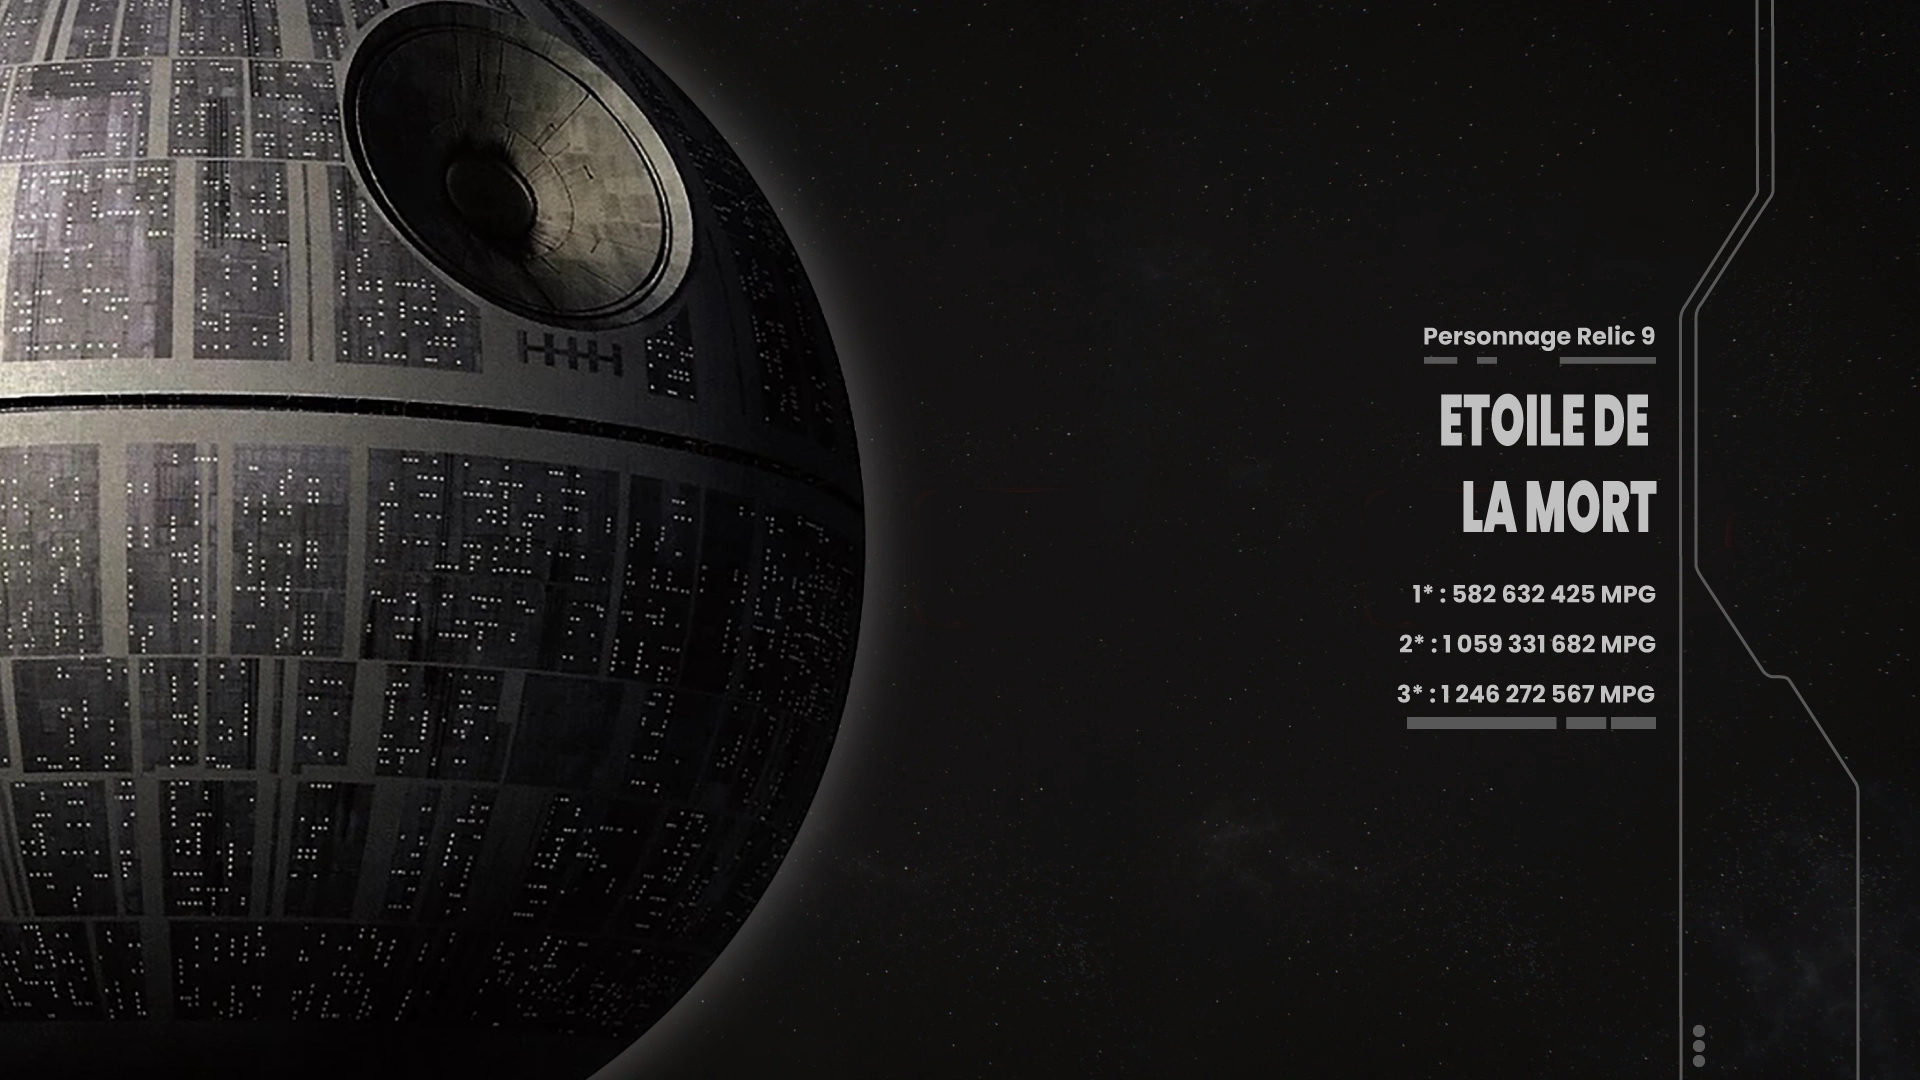 Personnage Relic 9
ETOILE DE
LA MORT
1* : 582 632 425 MPG
2* : 1 059 331 682 MPG
3* : 1 246 272 567 MPG